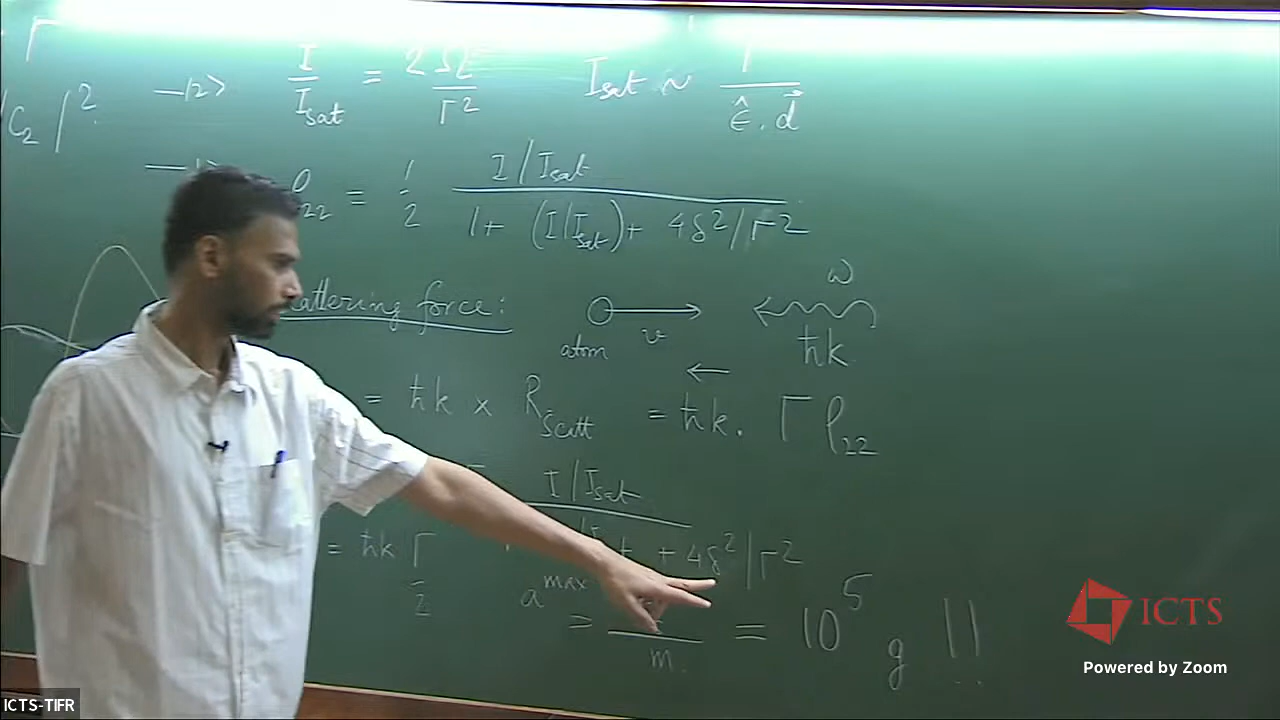 Γ
|C₂|² —|2> I/I_sat = 2Ω²/Γ² I_sat ~ 1/(ε̂.d⃗)
ρ₂₂ = 1/2 (I/I_sat)/(1+ (I/I_sat)+ 4δ²/Γ²)
attering force: ω
atom v ħk
= ħk × R_scatt = ħk. Γ ρ₂₂
I/I_sat
= ħk Γ/2 + 4δ²/Γ²
a^max = /m. = 10⁵ g !!
ICTS
Powered by Zoom
ICTS-TIFR